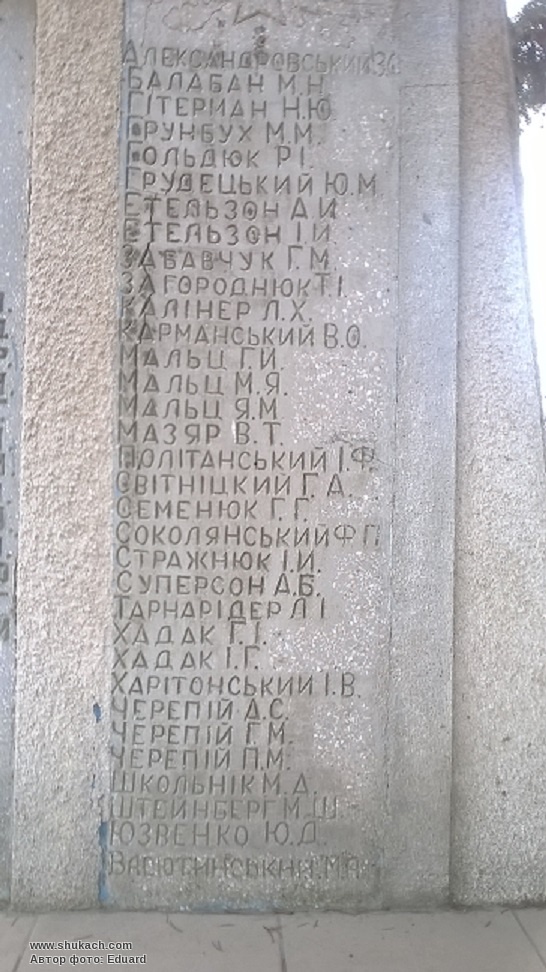 АЛЕКСАНДРОВСЬКИЙ З.С.
БАЛАБАН М.Н.
ГІТЕРМАН Н.Ю.
ГРУНБУХ М.М.
ГОЛЬДЮК Р.І.
ГРУДЕЦЬКИЙ Ю.М.
ЕТЕЛЬЗОН А.И.
ЕТЕЛЬЗОН І.И.
ЗАБАВЧУК Г.М.
ЗАГОРОДНЮК Т.І.
КАЛІНЕР Л.Х.
КАРМАНСЬКИЙ В.О.
МАЛЬЦ Г.И.
МАЛЬЦ М.Я.
МАЛЬЦ Я.М.
МАЗЯР В.Т.
ПОЛІТАНСЬКИЙ І.Ф.
СВІТНІЦКИЙ Г.А.
СЕМЕНЮК Г.Г.
СОКОЛЯНСЬКИЙ Ф.П.
СТРАЖНЮК І.И.
СУПЕРСОН А.Б.
ТАРНАРІДЕР Л.І.
ХАДАК Г.І.
ХАДАК І.Г.
ХАРІТОНСЬКИЙ І.В.
ЧЕРЕПІЙ А.С.
ЧЕРЕПІЙ Г.М.
ЧЕРЕПІЙ П.М.
ШКОЛЬНІК М.Д.
ШТЕЙНБЕРГ М.Ш.
ЮЗВЕНКО Ю.Д.
ВАСЮТИНСЬКИЙ М.А.
www.shukach.com
Автор фото: Eduard